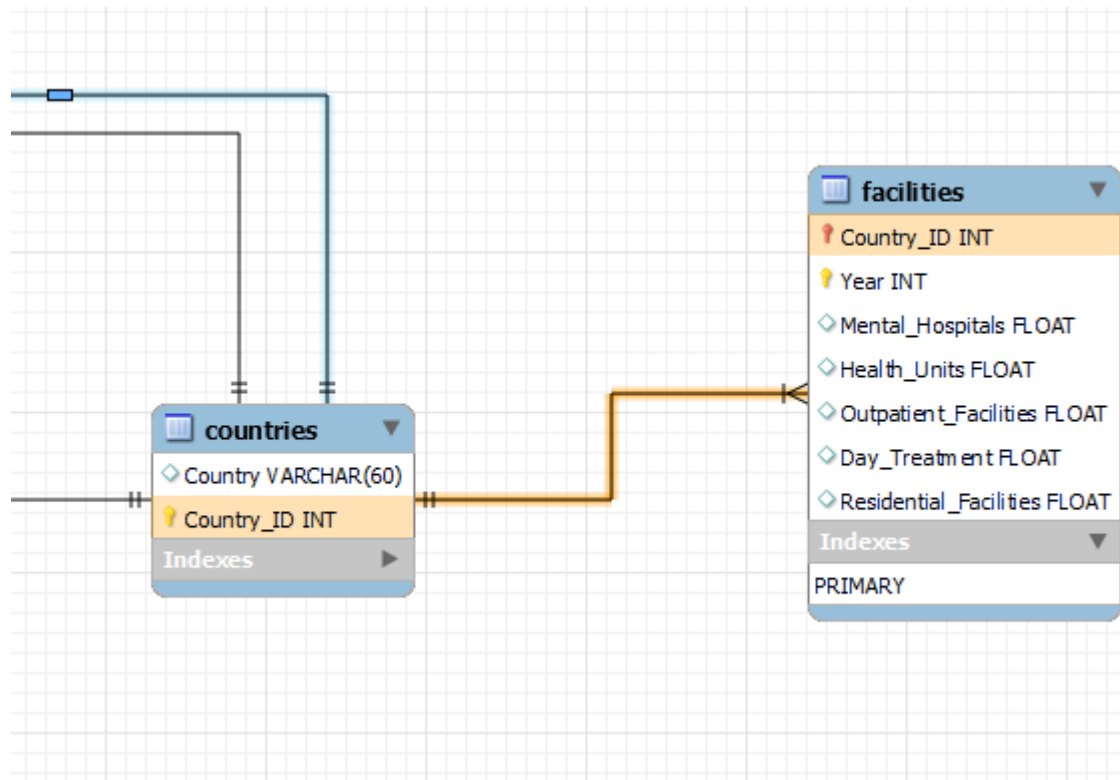 countries
Country VARCHAR(60)
Country_ID INT
Indexes
facilities
Country_ID INT
Year INT
Mental_Hospitals FLOAT
Health_Units FLOAT
Outpatient_Facilities FLOAT
Day_Treatment FLOAT
Residential_Facilities FLOAT
Indexes
PRIMARY